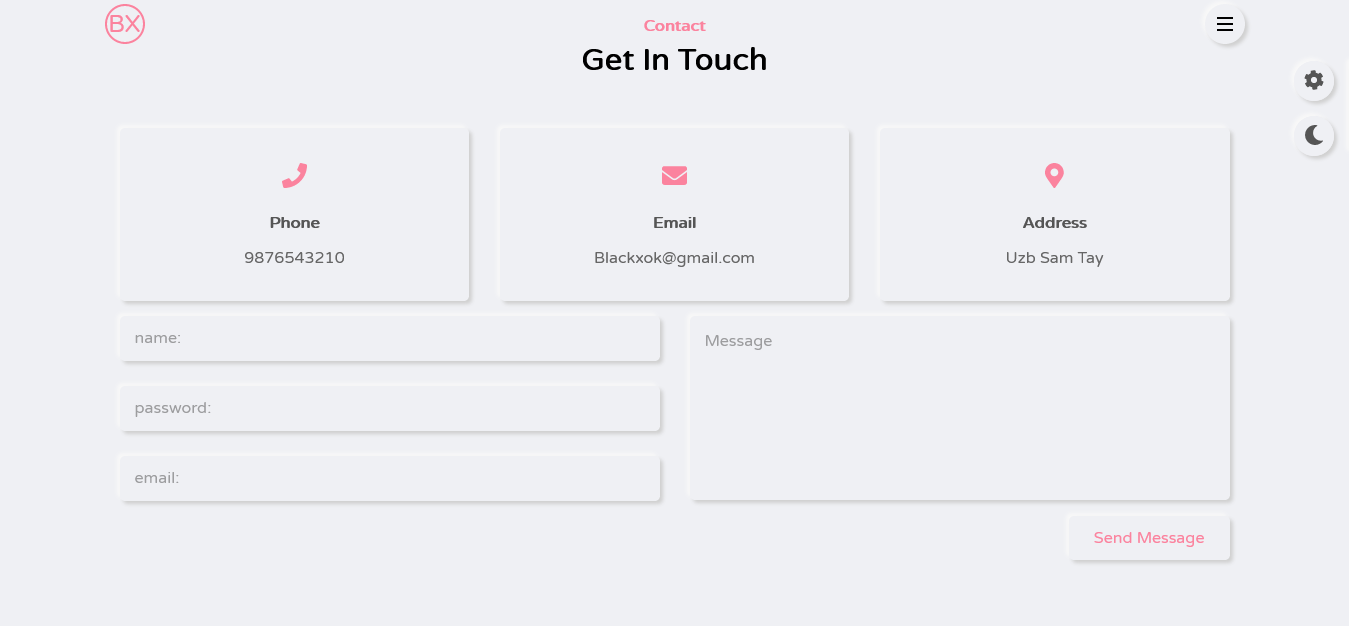 BX
Contact
Get In Touch
Phone
9876543210
Email
Blackxok@gmail.com
Address
Uzb Sam Tay
name:
password:
email:
Message
Send Message